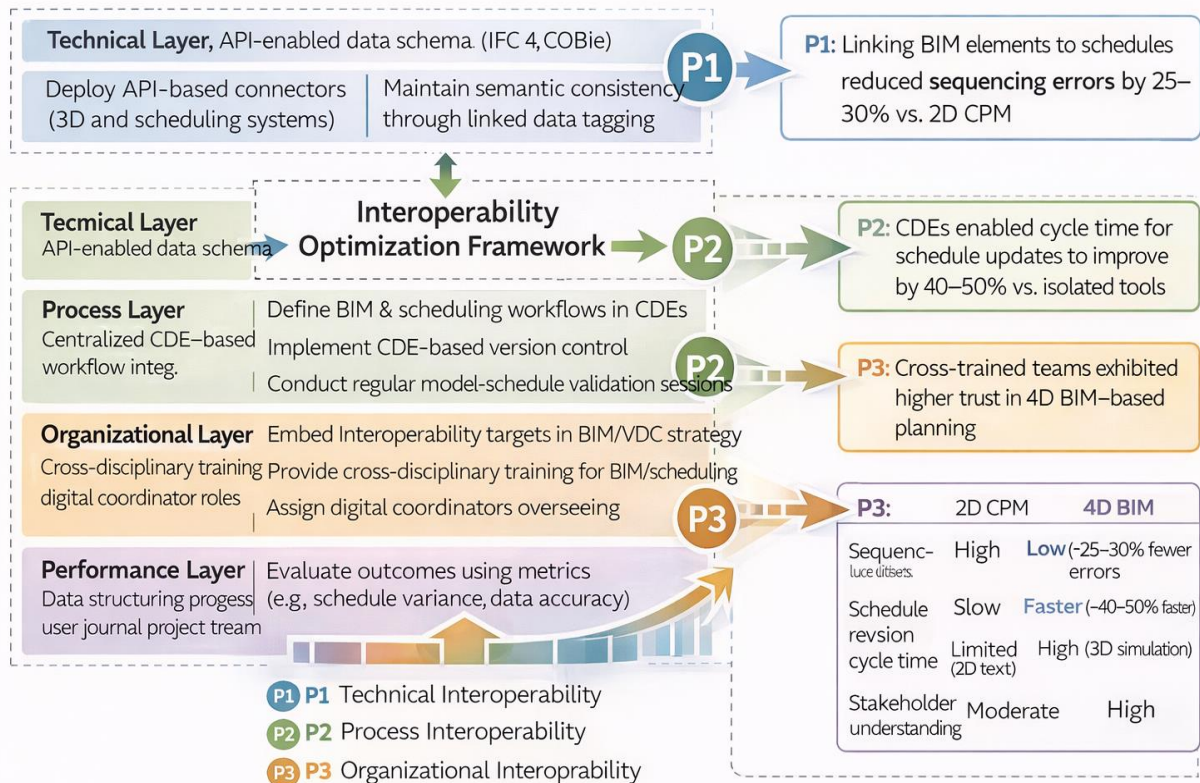 Technical Layer, API-enabled data schema. (IFC 4, COBie)
Deploy API-based connectors
(3D and scheduling systems)
Maintain semantic consistency
through linked data tagging
P1
P1: Linking BIM elements to schedules
reduced sequencing errors by 25–
30% vs. 2D CPM
Tecmical Layer
API-enabled data schema
Interoperability
Optimization Framework
P2
P2: CDEs enabled cycle time for
schedule updates to improve
by 40–50% vs. isolated tools
Process Layer
Centralized CDE–based
workflow integ.
Define BIM & scheduling workflows in CDEs
Implement CDE-based version control
Conduct regular model-schedule validation sessions
P2
P3: Cross-trained teams exhibited
higher trust in 4D BIM–based
planning
Organizational Layer
Cross-disciplinary training
digital coordinator roles
Embed Interoperability targets in BIM/VDC strategy
Provide cross-disciplinary training for BIM/scheduling
Assign digital coordinators overseeing
P3
P3: 2D CPM 4D BIM
Sequenc- High Low (-25–30% fewer
luce errors
Schedule Slow Faster (-40–50% faster)
revsion
cycle time Limited High (3D simulation)
(2D text)
Stakeholder Moderate High
understanding
Performance Layer
Data structuring progess
user journal project tream
Evaluate outcomes using metrics
(e.g., schedule variance, data accuracy)
P1 P1 Technical Interoperability
P2 P2 Process Interoperability
P3 P3 Organizational Interoprability